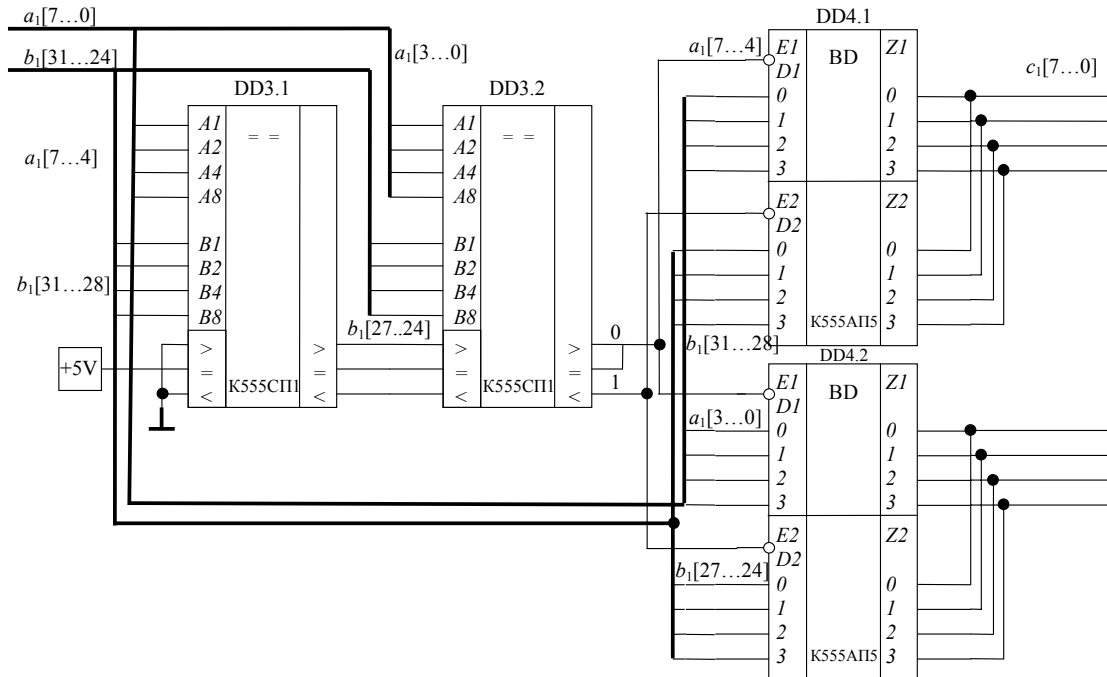 a₁[7…0]
b₁[31…24]
a₁[3…0]
a₁[7…4]
DD4.1
c₁[7…0]
DD3.1
DD3.2
A1
A2
A4
A8
B1
B2
B4
B8
>
=
<
= =
К555СП1
>
=
<
a₁[7…4]
b₁[31…28]
+5V
b₁[27..24]
A1
A2
A4
A8
B1
B2
B4
B8
>
=
<
= =
К555СП1
>
=
<
0
1
E1
D1
0
1
2
3
BD
Z1
0
1
2
3
E2
D2
0
1
2
3
К555АП5
Z2
0
1
2
3
b₁[31…28]
DD4.2
E1
D1
0
1
2
3
BD
Z1
0
1
2
3
a₁[3…0]
E2
D2
0
1
2
3
К555АП5
Z2
0
1
2
3
b₁[27…24]